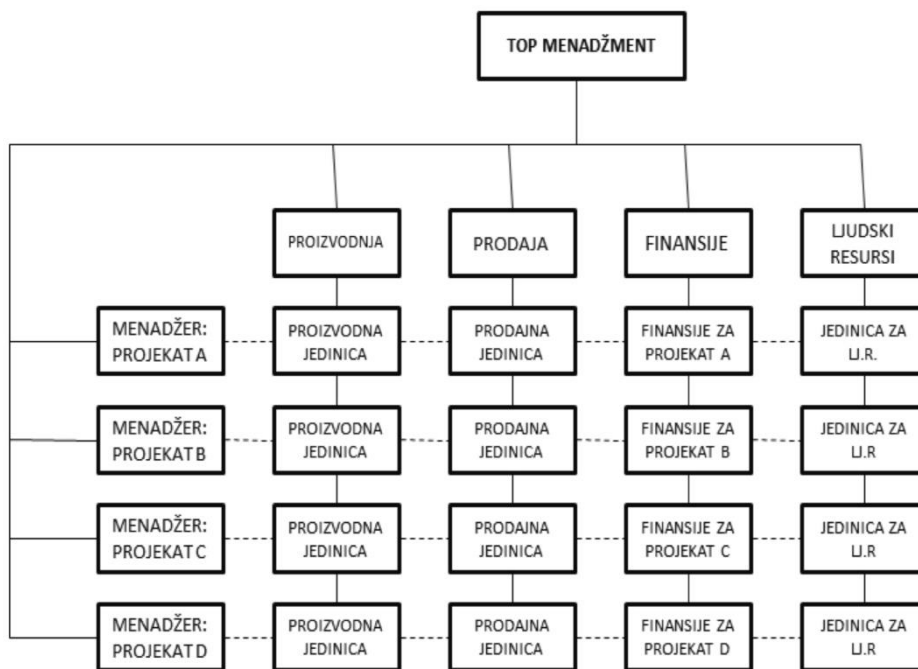 TOP MENADŽMENT
PROIZVODNJA
PRODAJA
FINANSIJE
LJUDSKI
RESURSI
MENADŽER:
PROJEKAT A
PROIZVODNA
JEDINICA
PRODAJNA
JEDINICA
FINANSIJE ZA
PROJEKAT A
JEDINICA ZA
LJ.R.
MENADŽER:
PROJEKAT B
PROIZVODNA
JEDINICA
PRODAJNA
JEDINICA
FINANSIJE ZA
PROJEKAT B
JEDINICA ZA
LJ.R
MENADŽER:
PROJEKAT C
PROIZVODNA
JEDINICA
PRODAJNA
JEDINICA
FINANSIJE ZA
PROJEKAT C
JEDINICA ZA
LJ.R
MENADŽER:
PROJEKAT D
PROIZVODNA
JEDINICA
PRODAJNA
JEDINICA
FINANSIJE ZA
PROJEKAT D
JEDINICA ZA
LJ.R